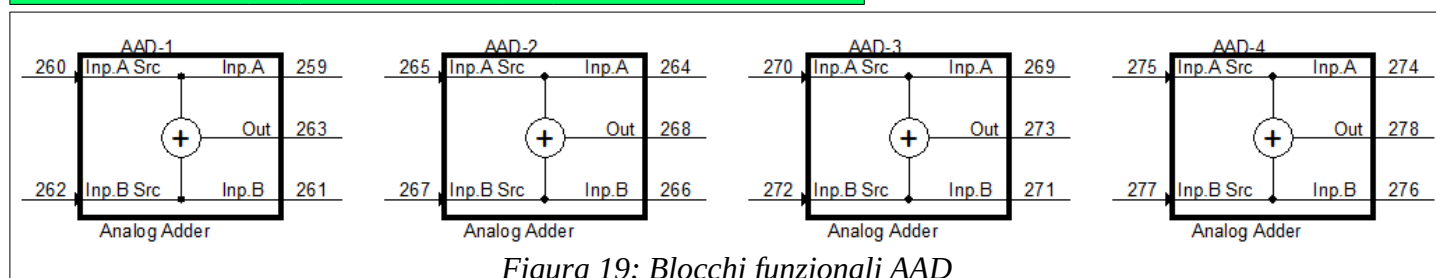 AAD-1 AAD-2 AAD-3 AAD-4
260 Inp.A Src Inp.A 259 265 Inp.A Src Inp.A 264 270 Inp.A Src Inp.A 269 275 Inp.A Src Inp.A 274
+ Out 263 + Out 268 + Out 273 + Out 278
262 Inp.B Src Inp.B 261 267 Inp.B Src Inp.B 266 272 Inp.B Src Inp.B 271 277 Inp.B Src Inp.B 276
Analog Adder Analog Adder Analog Adder Analog Adder
Figura 19: Blocchi funzionali AAD